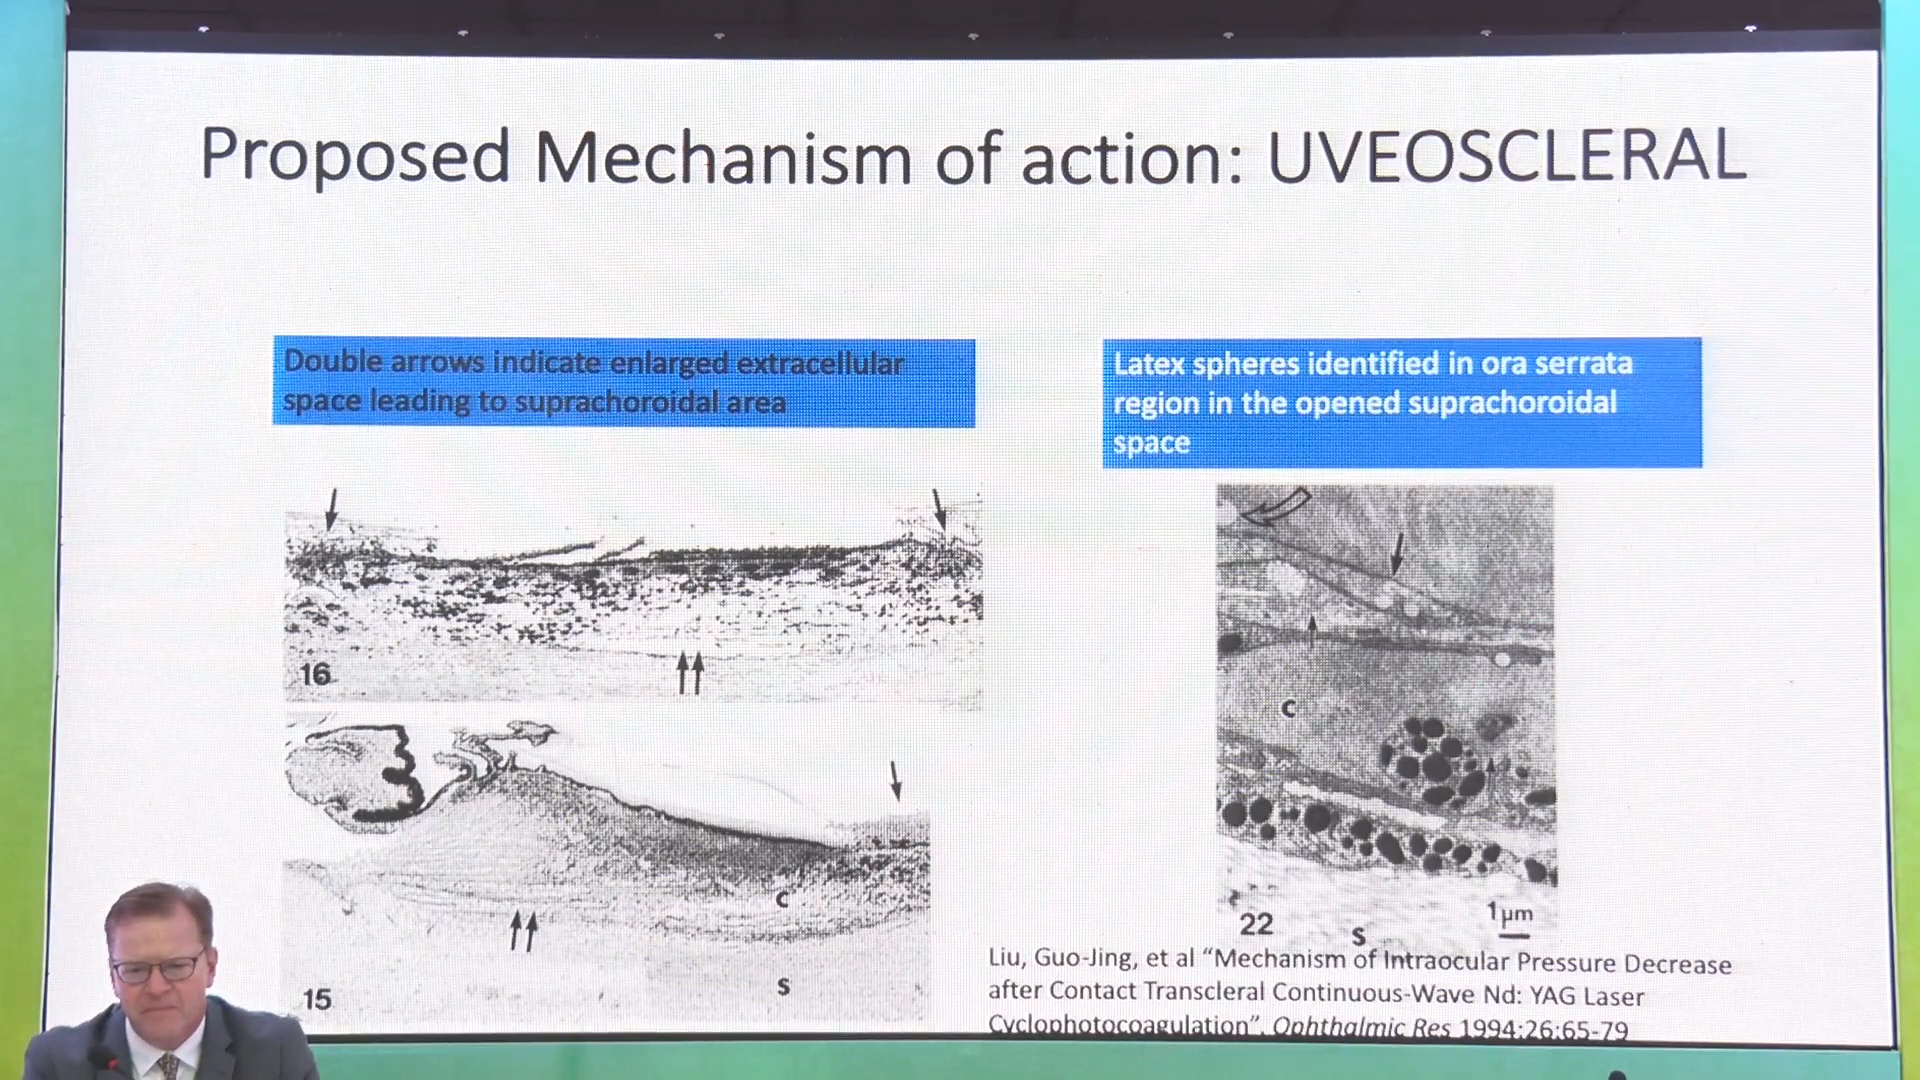 Proposed Mechanism of action: UVEOSCLERAL
Double arrows indicate enlarged extracellular
space leading to suprachoroidal area
Latex spheres identified in ora serrata
region in the opened suprachoroidal
space
16
C
S
15
C
22
S
1μm
Liu, Guo-Jing, et al “Mechanism of Intraocular Pressure Decrease
after Contact Transcleral Continuous-Wave Nd: YAG Laser
Cyclophotocoagulation”. Ophthalmic Res 1994:26:65-79